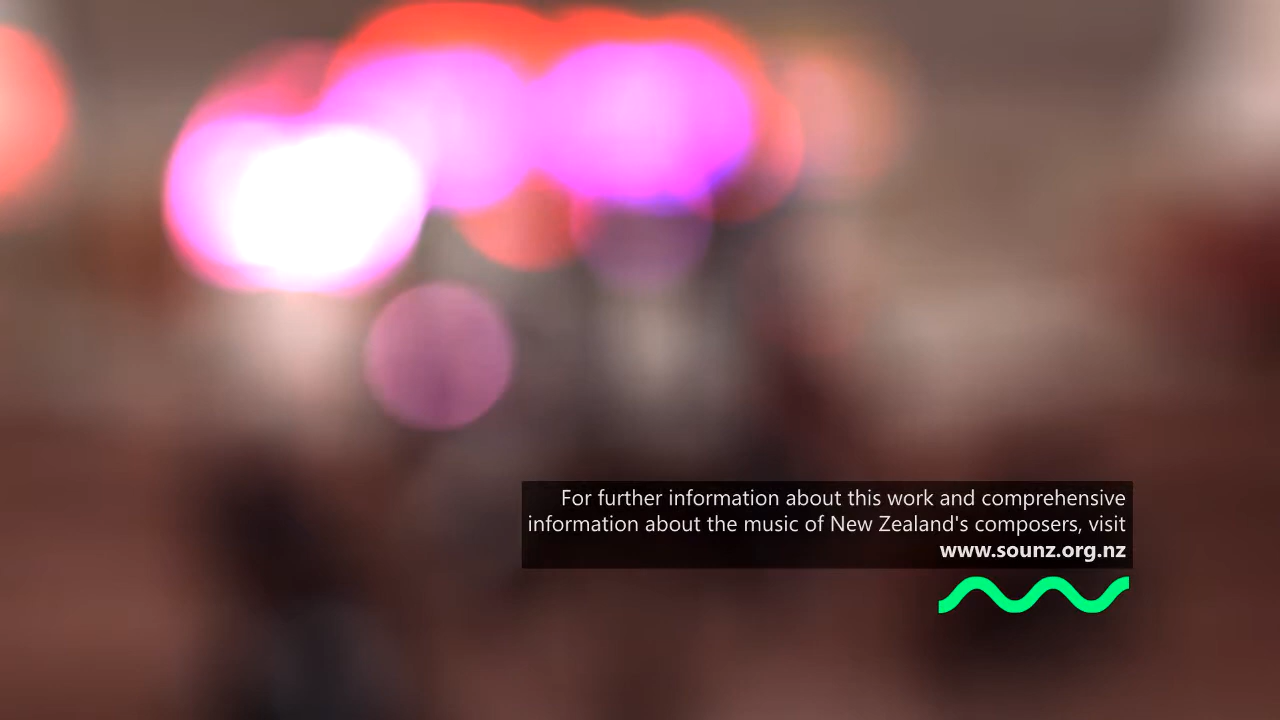 For further information about this work and comprehensive
information about the music of New Zealand's composers, visit
www.sounz.org.nz